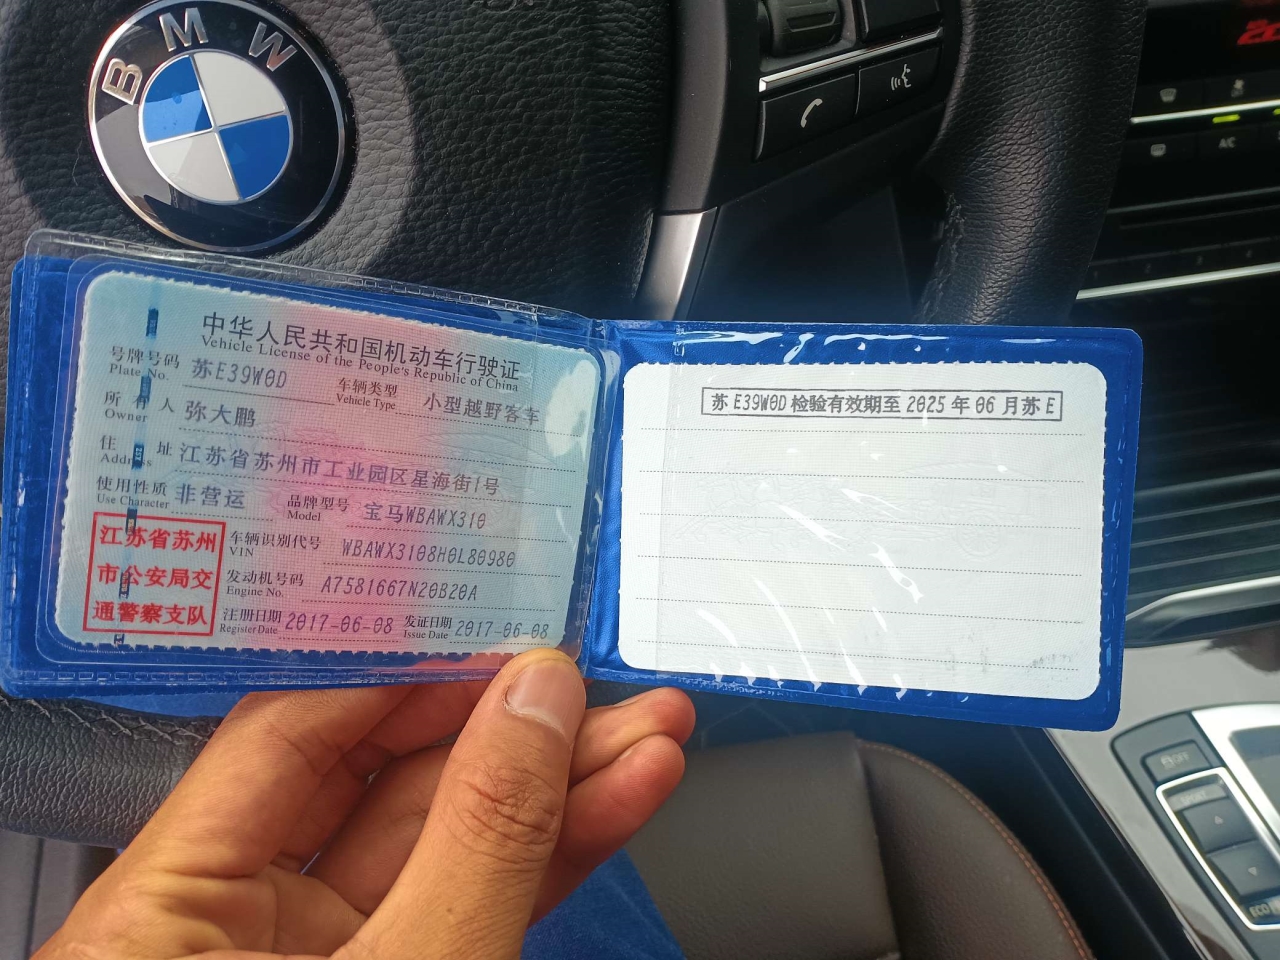 BMW
中华人民共和国机动车行驶证
Vehicle License of the People's Republic of China
号牌号码 苏E39W0D 车辆类型 小型越野客车
Plate No. Vehicle Type
所有人 弥大鹏
Owner
住址 江苏省苏州市工业园区星海街1号
Address
使用性质 非营运 品牌型号 宝马WBAWX310
Use Character Model
江苏省苏州
市公安局交
通警察支队
车辆识别代号 WBAWX3108H0L80980
VIN
发动机号码 A7581667N20B20A
Engine No.
注册日期 2017-06-08 发证日期 2017-06-08
Register Date Issue Date
苏E39W0D检验有效期至2025年06月苏E
A/C
OFF